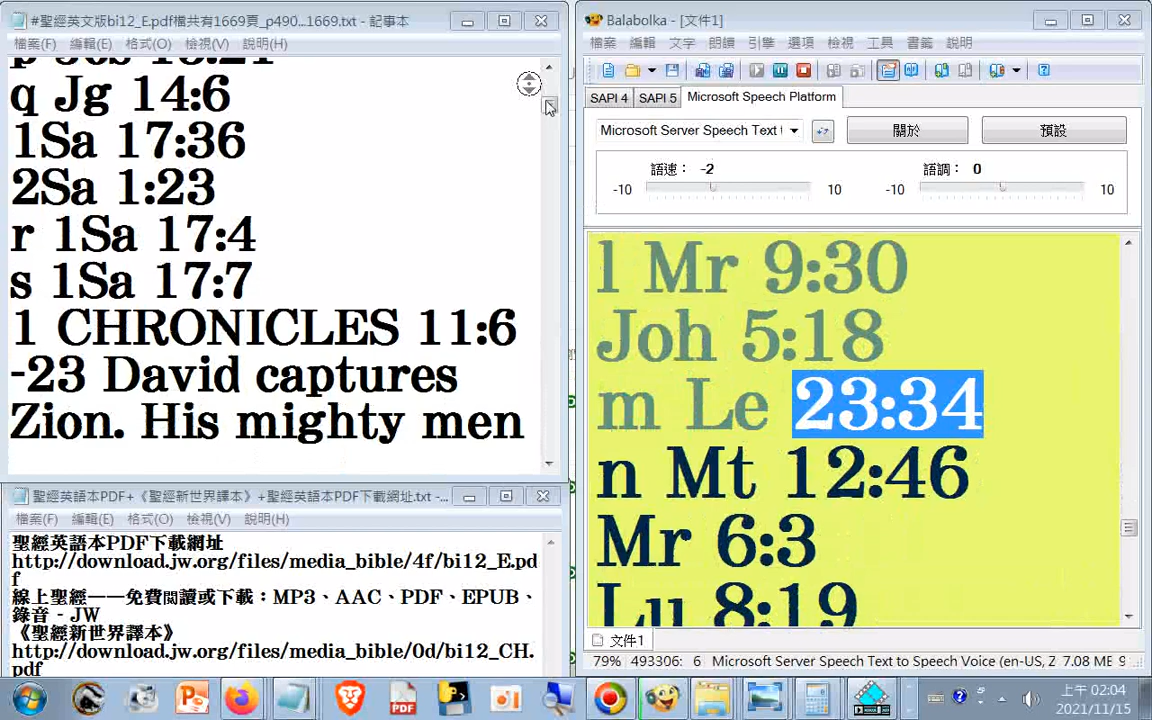 #聖經英文版bi12_E.pdf檔共有1669頁_p490...1669.txt - 記事本
檔案(F) 編輯(E) 格式(O) 檢視(V) 說明(H)
q Jg 14:6
1Sa 17:36
2Sa 1:23
r 1Sa 17:4
s 1Sa 17:7
1 CHRONICLES 11:6
-23 David captures
Zion. His mighty men
聖經英語本PDF+《聖經新世界譯本》+聖經英語本PDF下載網址.txt -...
檔案(F) 編輯(E) 格式(O) 檢視(V) 說明(H)
聖經英語本PDF下載網址
http://download.jw.org/files/media_bible/4f/bi12_E.pd
f
線上聖經——免費閱讀或下載：MP3、AAC、PDF、EPUB、
錄音 - JW
《聖經新世界譯本》
http://download.jw.org/files/media_bible/0d/bi12_CH.
pdf
Balabolka - [文件1]
檔案 編輯 文字 朗讀 引擎 選項 檢視 工具 書籤 說明
SAPI 4 SAPI 5 Microsoft Speech Platform
Microsoft Server Speech Text
關於 預設
語速： -2 語調： 0
-10 10 -10 10
l Mr 9:30
Joh 5:18
m Le 23:34
n Mt 12:46
Mr 6:3
Lu 8:19
文件1
79% 493306: 6 Microsoft Server Speech Text to Speech Voice (en-US, Z 7.08 MB 9
PDF
上午 02:04
2021/11/15